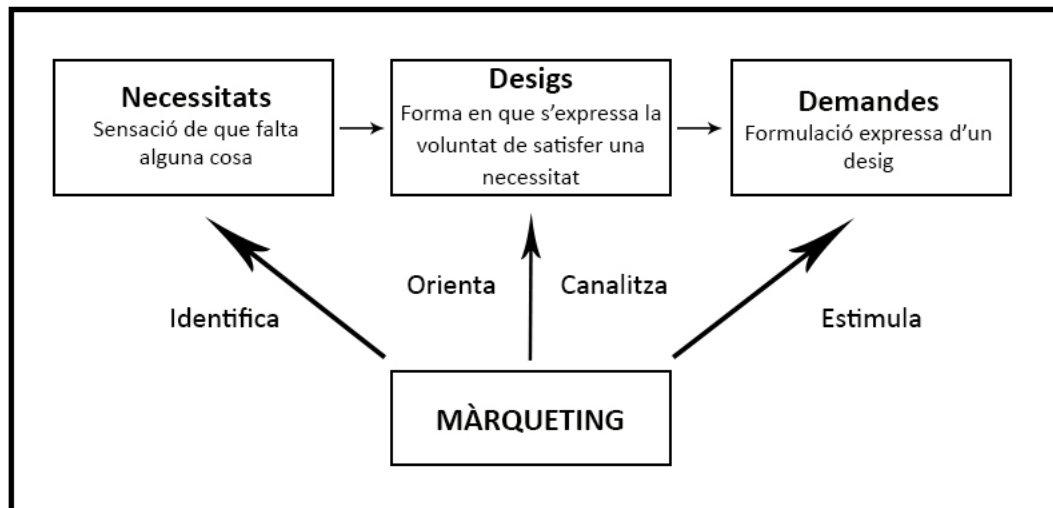 Necessitats
Sensació de que falta
alguna cosa
Desigs
Forma en que s'expressa la
voluntat de satisfer una
necessitat
Demandes
Formulació expressa d'un
desig
Identifica
Orienta
Canalitza
Estimula
MÀRQUETING